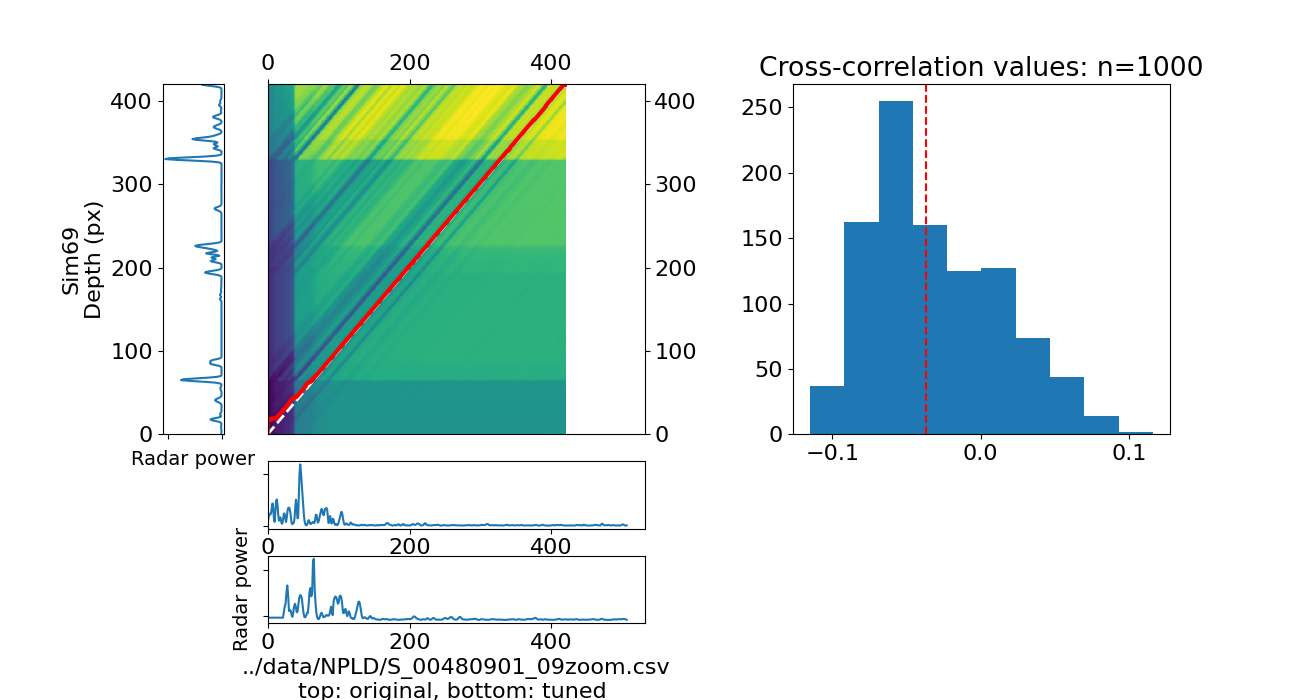 0 200 400
Cross-correlation values: n=1000
400
300
200
100
0
Sim69
Depth (px)
Radar power
400
300
200
100
0
250
200
150
100
50
0
−0.1 0.0 0.1
0 200 400
Radar power
0 200 400
../data/NPLD/S_00480901_09zoom.csv
top: original, bottom: tuned